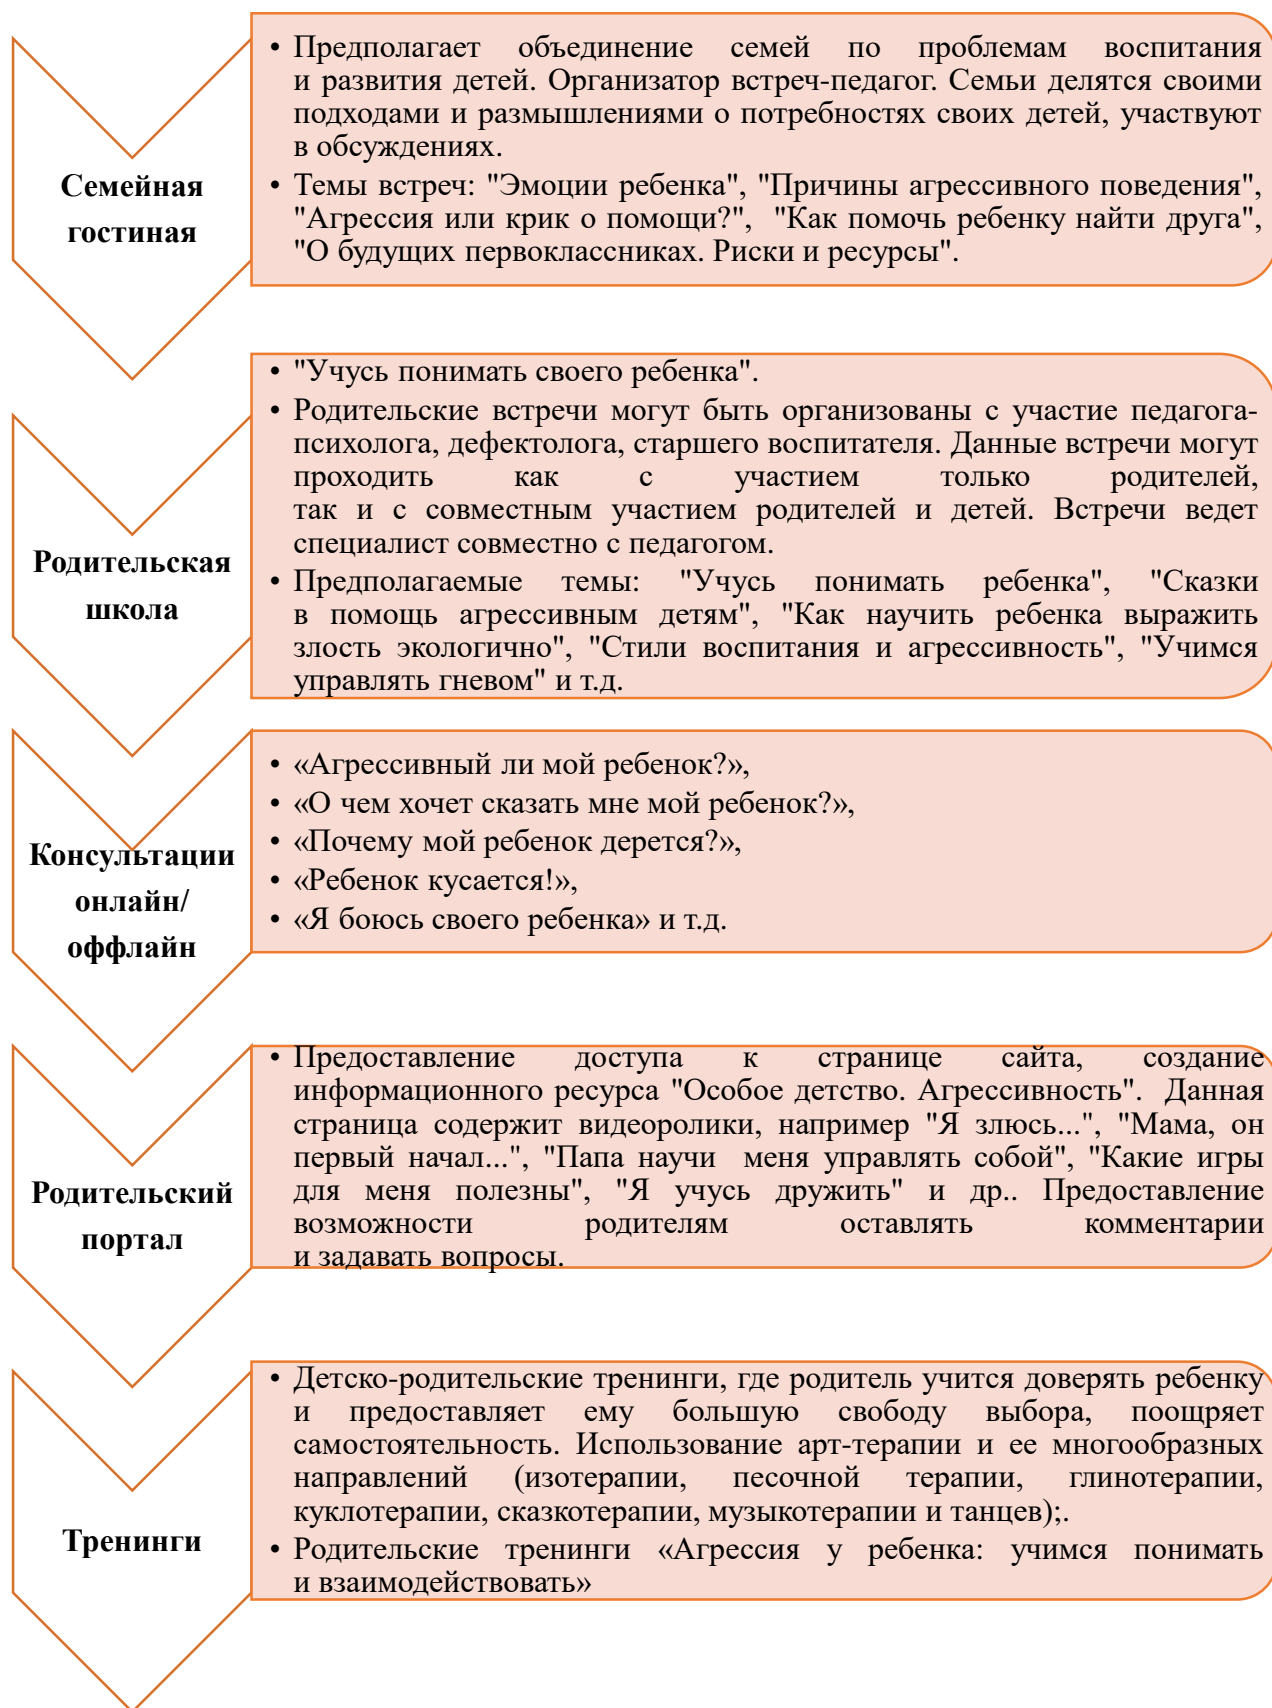 Семейная
гостиная
• Предполагает объединение семей по проблемам воспитания
и развития детей. Организатор встреч-педагог. Семьи делятся своими
подходами и размышлениями о потребностях своих детей, участвуют
в обсуждениях.
• Темы встреч: "Эмоции ребенка", "Причины агрессивного поведения",
"Агрессия или крик о помощи?", "Как помочь ребенку найти друга",
"О будущих первоклассниках. Риски и ресурсы".
Родительская
школа
• "Учусь понимать своего ребенка".
• Родительские встречи могут быть организованы с участие педагога-
психолога, дефектолога, старшего воспитателя. Данные встречи могут
проходить как с участием только родителей,
так и с совместным участием родителей и детей. Встречи ведет
специалист совместно с педагогом.
• Предполагаемые темы: "Учусь понимать ребенка", "Сказки
в помощь агрессивным детям", "Как научить ребенка выражить
злость экологично", "Стили воспитания и агрессивность", "Учимся
управлять гневом" и т.д.
Консультации
онлайн/
оффлайн
• «Агрессивный ли мой ребенок?»,
• «О чем хочет сказать мне мой ребенок?»,
• «Почему мой ребенок дерется?»,
• «Ребенок кусается!»,
• «Я боюсь своего ребенка» и т.д.
Родительский
портал
• Предоставление доступа к странице сайта, создание
информационного ресурса "Особое детство. Агрессивность". Данная
страница содержит видеоролики, например "Я злюсь...", "Мама, он
первый начал...", "Папа научи меня управлять собой", "Какие игры
для меня полезны", "Я учусь дружить" и др.. Предоставление
возможности родителям оставлять комментарии
и задавать вопросы.
Тренинги
• Детско-родительские тренинги, где родитель учится доверять ребенку
и предоставляет ему большую свободу выбора, поощряет
самостоятельность. Использование арт-терапии и ее многообразных
направлений (изотерапии, песочной терапии, глинотерапии,
куклотерапии, сказкотерапии, музыкотерапии и танцев);.
• Родительские тренинги «Агрессия у ребенка: учимся понимать
и взаимодействовать»